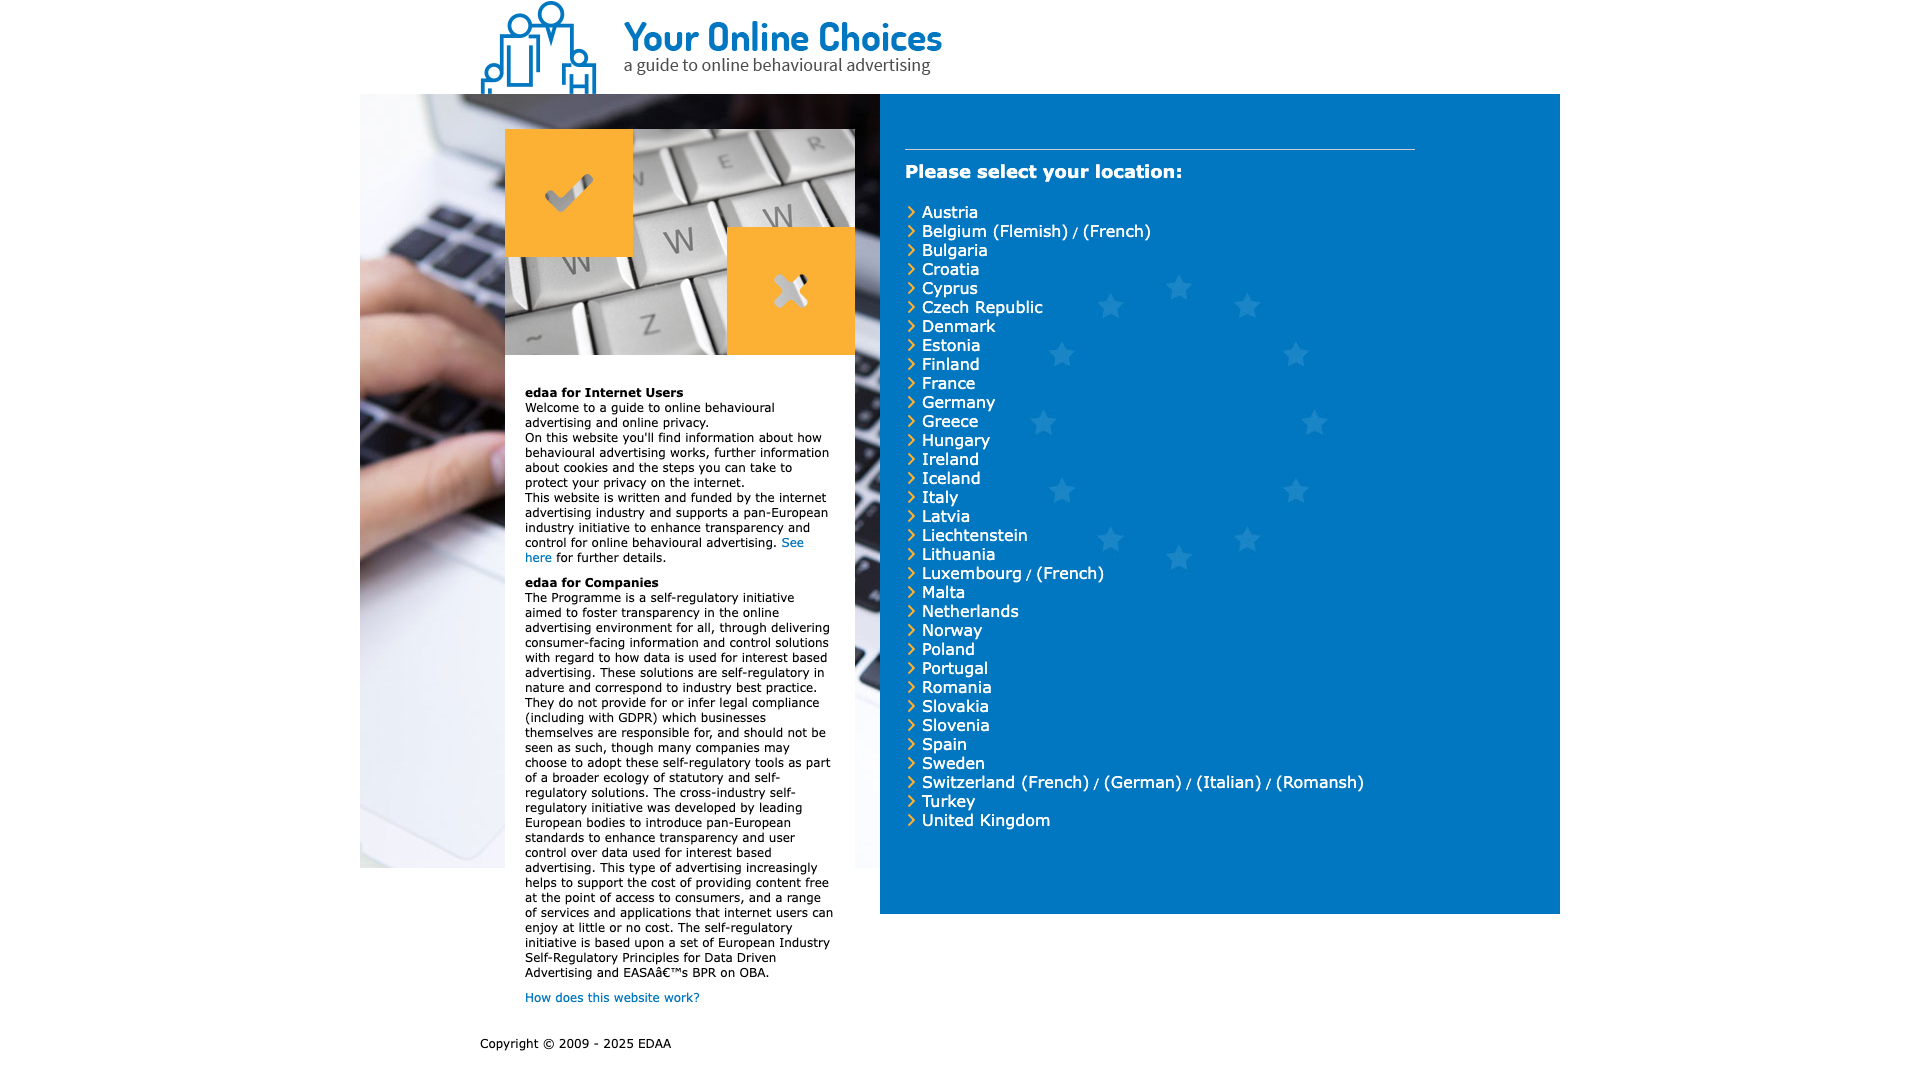 Your Online Choices
a guide to online behavioural advertising
E
R
W
W
W
Z
~
edaa for Internet Users
Welcome to a guide to online behavioural
advertising and online privacy.
On this website you'll find information about how
behavioural advertising works, further information
about cookies and the steps you can take to
protect your privacy on the internet.
This website is written and funded by the internet
advertising industry and supports a pan-European
industry initiative to enhance transparency and
control for online behavioural advertising. See
here for further details.
edaa for Companies
The Programme is a self-regulatory initiative
aimed to foster transparency in the online
advertising environment for all, through delivering
consumer-facing information and control solutions
with regard to how data is used for interest based
advertising. These solutions are self-regulatory in
nature and correspond to industry best practice.
They do not provide for or infer legal compliance
(including with GDPR) which businesses
themselves are responsible for, and should not be
seen as such, though many companies may
choose to adopt these self-regulatory tools as part
of a broader ecology of statutory and self-
regulatory solutions. The cross-industry self-
regulatory initiative was developed by leading
European bodies to introduce pan-European
standards to enhance transparency and user
control over data used for interest based
advertising. This type of advertising increasingly
helps to support the cost of providing content free
at the point of access to consumers, and a range
of services and applications that internet users can
enjoy at little or no cost. The self-regulatory
initiative is based upon a set of European Industry
Self-Regulatory Principles for Data Driven
Advertising and EASAâ€™s BPR on OBA.
How does this website work?
Please select your location:
Austria
Belgium (Flemish) / (French)
Bulgaria
Croatia
Cyprus
Czech Republic
Denmark
Estonia
Finland
France
Germany
Greece
Hungary
Ireland
Iceland
Italy
Latvia
Liechtenstein
Lithuania
Luxembourg / (French)
Malta
Netherlands
Norway
Poland
Portugal
Romania
Slovakia
Slovenia
Spain
Sweden
Switzerland (French) / (German) / (Italian) / (Romansh)
Turkey
United Kingdom
Copyright © 2009 - 2025 EDAA